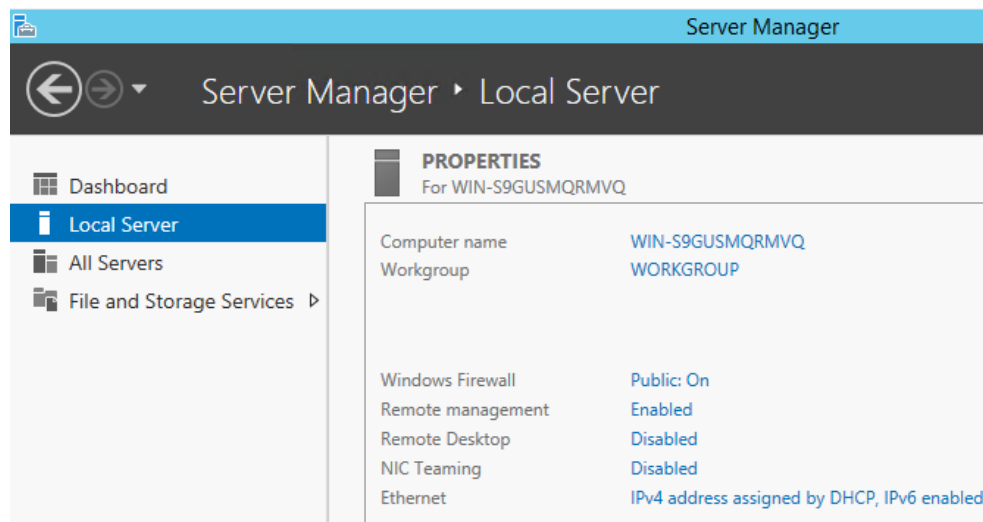 Server Manager
Server Manager ‣ Local Server
Dashboard
Local Server
All Servers
File and Storage Services
PROPERTIES
For WIN-S9GUSMQRMVQ
Computer name WIN-S9GUSMQRMVQ
Workgroup WORKGROUP
Windows Firewall Public: On
Remote management Enabled
Remote Desktop Disabled
NIC Teaming Disabled
Ethernet IPv4 address assigned by DHCP, IPv6 enabled